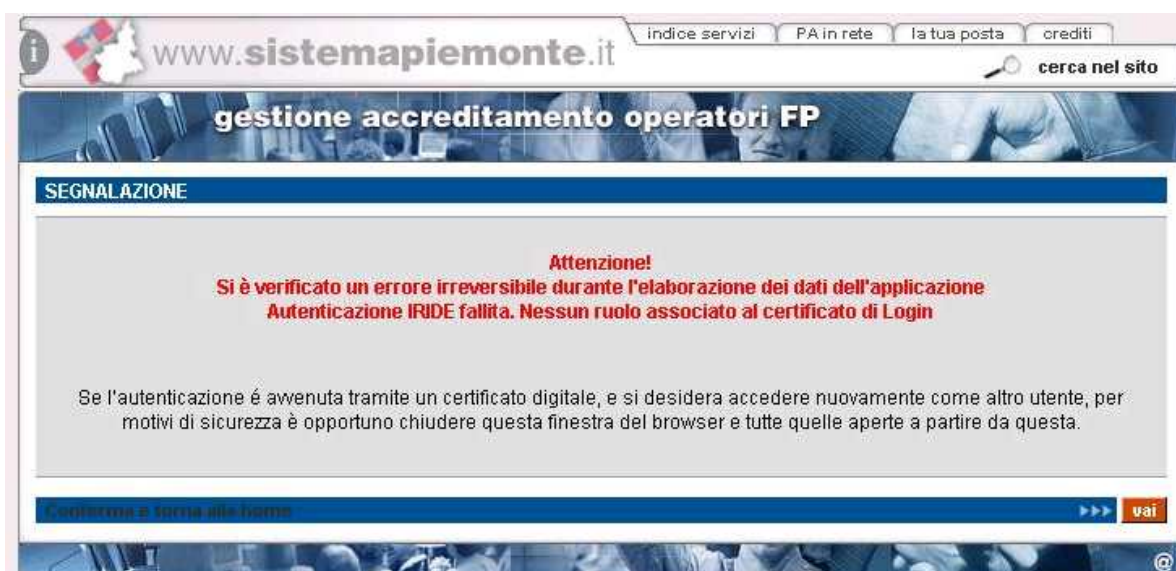 indice servizi PA in rete la tua posta crediti
i www.sistemapiemonte.it
cerca nel sito
gestione accreditamento operatori FP
SEGNALAZIONE
Attenzione!
Si è verificato un errore irreversibile durante l'elaborazione dei dati dell'applicazione
Autenticazione IRIDE fallita. Nessun ruolo associato al certificato di Login
Se l'autenticazione é avvenuta tramite un certificato digitale, e si desidera accedere nuovamente come altro utente, per
motivi di sicurezza è opportuno chiudere questa finestra del browser e tutte quelle aperte a partire da questa.
Conferma e torna alla home vai
@